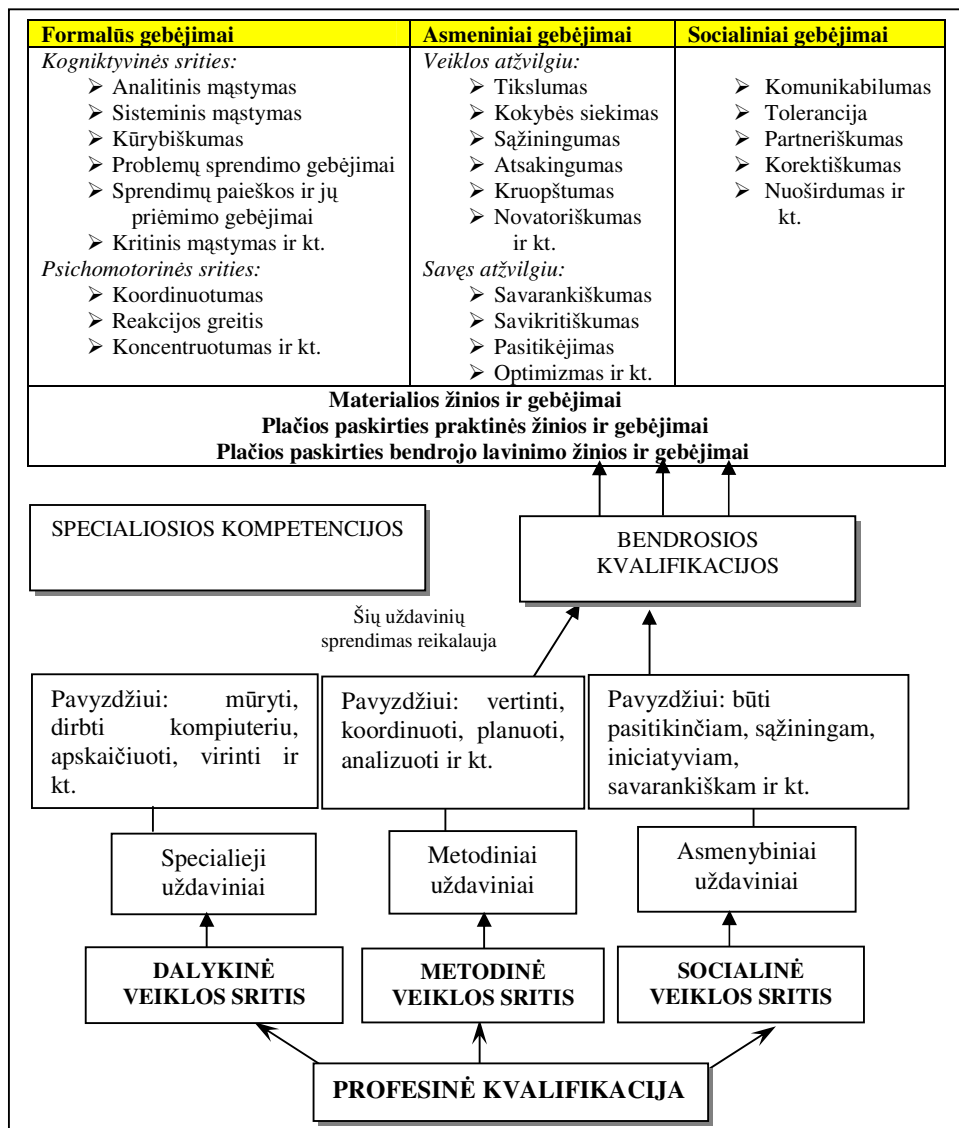 Formalūs gebėjimai
Kogniktyvinės srities:
➢ Analitinis mąstymas
➢ Sisteminis mąstymas
➢ Kūrybiškumas
➢ Problemų sprendimo gebėjimai
➢ Sprendimų paieškos ir jų
priėmimo gebėjimai
➢ Kritinis mąstymas ir kt.
Psichomotorinės srities:
➢ Koordinuotumas
➢ Reakcijos greitis
➢ Koncentruotumas ir kt.
Asmeniniai gebėjimai
Veiklos atžvilgiu:
➢ Tikslumas
➢ Kokybės siekimas
➢ Sąžiningumas
➢ Atsakingumas
➢ Kruopštumas
➢ Novatoriškumas
ir kt.
Savęs atžvilgiu:
➢ Savarankiškumas
➢ Savikritiškumas
➢ Pasitikėjimas
➢ Optimizmas ir kt.
Socialiniai gebėjimai
➢ Komunikabilumas
➢ Tolerancija
➢ Partneriškumas
➢ Korektiškumas
➢ Nuoširdumas ir
kt.
Materialios žinios ir gebėjimai
Plačios paskirties praktinės žinios ir gebėjimai
Plačios paskirties bendrojo lavinimo žinios ir gebėjimai
SPECIALIOSIOS KOMPETENCIJOS
BENDROSIOS
KVALIFIKACIJOS
Šių uždavinių
sprendimas reikalauja
Pavyzdžiui: mūryti,
dirbti kompiuteriu,
apskaičiuoti, virinti ir
kt.
Pavyzdžiui: vertinti,
koordinuoti, planuoti,
analizuoti ir kt.
Pavyzdžiui: būti
pasitikinčiam, sąžiningam,
iniciatyviam,
savarankiškam ir kt.
Specialieji
uždaviniai
Metodiniai
uždaviniai
Asmenybiniai
uždaviniai
DALYKINĖ
VEIKLOS SRITIS
METODINĖ
VEIKLOS SRITIS
SOCIALINĖ
VEIKLOS SRITIS
PROFESINĖ KVALIFIKACIJA